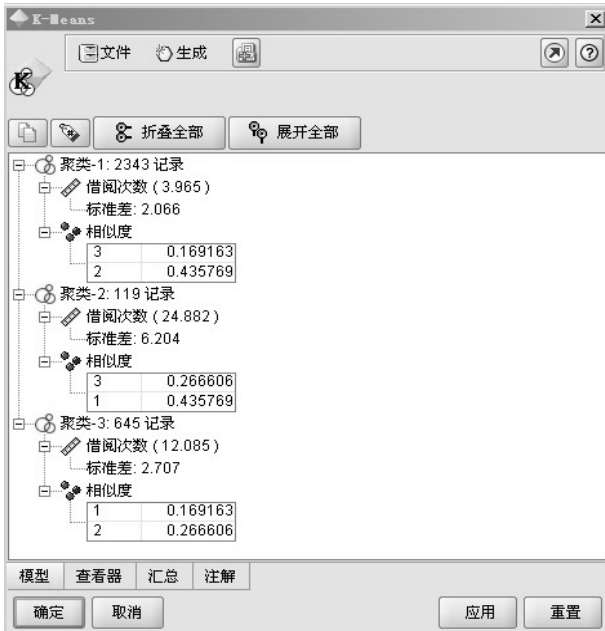 K-Means
文件 生成
K
折叠全部 展开全部
聚类-1: 2343 记录
借阅次数 ( 3.965 )
标准差: 2.066
相似度
3 0.169163
2 0.435769
聚类-2: 119 记录
借阅次数 ( 24.882 )
标准差: 6.204
相似度
3 0.266606
1 0.435769
聚类-3: 645 记录
借阅次数 ( 12.085 )
标准差: 2.707
相似度
1 0.169163
2 0.266606
模型 查看器 汇总 注解
确定 取消 应用 重置